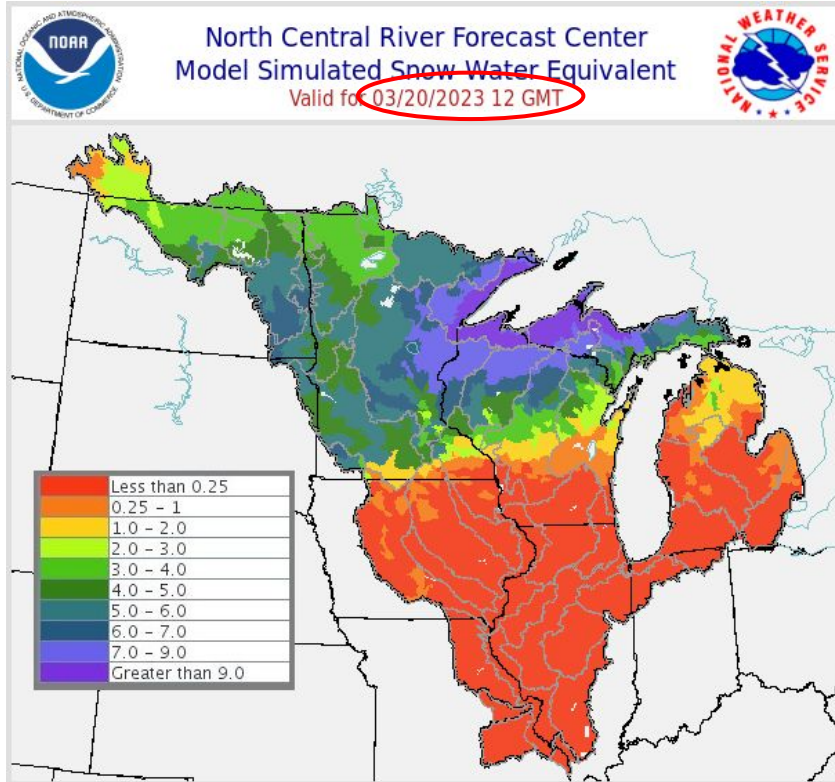 NATIONAL OCEANIC AND ATMOSPHERIC ADMINISTRATION
NOAA
U.S. DEPARTMENT OF COMMERCE
North Central River Forecast Center
Model Simulated Snow Water Equivalent
Valid for 03/20/2023 12 GMT
NATIONAL WEATHER SERVICE
Less than 0.25
0.25 - 1
1.0 - 2.0
2.0 - 3.0
3.0 - 4.0
4.0 - 5.0
5.0 - 6.0
6.0 - 7.0
7.0 - 9.0
Greater than 9.0